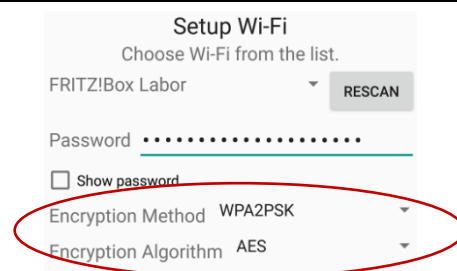 Setup Wi-Fi
Choose Wi-Fi from the list.
FRITZ!Box Labor RESCAN
Password ••••••••••••••••••••
Show password
Encryption Method WPA2PSK
Encryption Algorithm AES